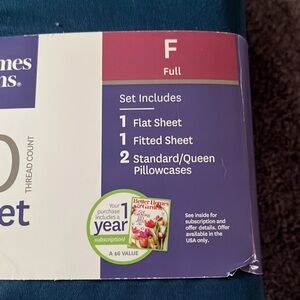 omes
ns®
F
Full
Set Includes
1 Flat Sheet
1 Fitted Sheet
2 Standard/Queen
Pillowcases
0
THREAD COUNT
et
Your
purchase
includes a
1
year
subscription!
A $6 VALUE
Better Homes
& Gardens
See inside for
subscription and
offer details. Offer
available in the
USA only.